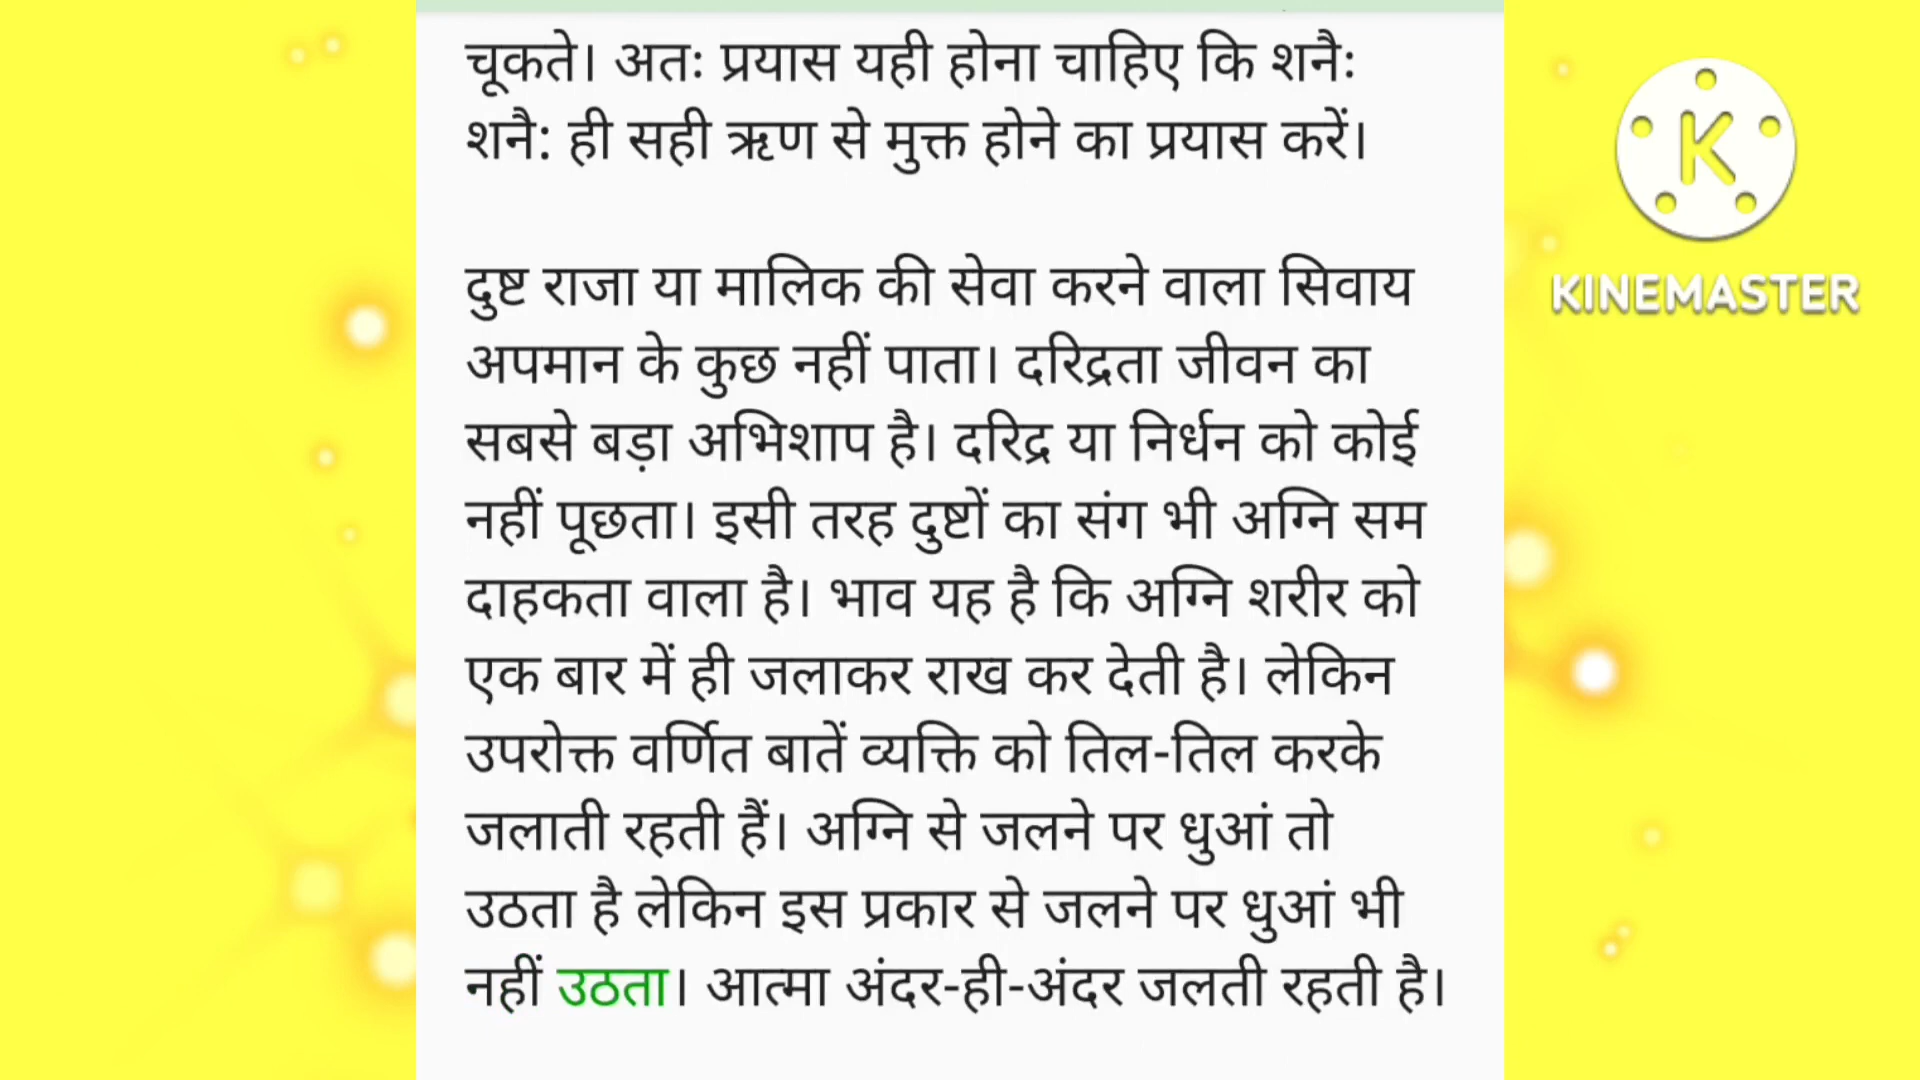 चूकते। अतः प्रयास यही होना चाहिए कि शनैः
शनै: ही सही ऋण से मुक्त होने का प्रयास करें।
दुष्ट राजा या मालिक की सेवा करने वाला सिवाय
अपमान के कुछ नहीं पाता। दरिद्रता जीवन का
सबसे बड़ा अभिशाप है। दरिद्र या निर्धन को कोई
नहीं पूछता। इसी तरह दुष्टों का संग भी अग्नि सम
दाहकता वाला है। भाव यह है कि अग्नि शरीर को
एक बार में ही जलाकर राख कर देती है। लेकिन
उपरोक्त वर्णित बातें व्यक्ति को तिल-तिल करके
जलाती रहती हैं। अग्नि से जलने पर धुआं तो
उठता है लेकिन इस प्रकार से जलने पर धुआं भी
नहीं उठता। आत्मा अंदर-ही-अंदर जलती रहती है।
K
KINEMASTER